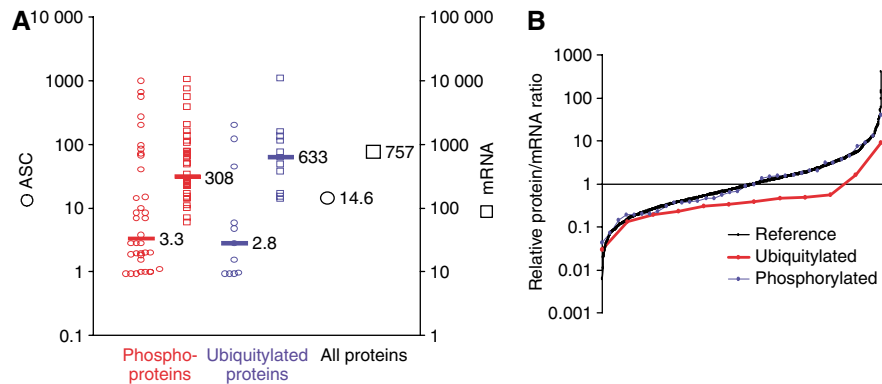 A
10 000
1000
100
10
1
0.1
ASC
3.3
308
2.8
633
14.6
757
100 000
10 000
1000
100
10
1
mRNA
Phospho-
proteins
Ubiquitylated
proteins
All proteins
B
Relative protein/mRNA ratio
1000
100
10
1
0.1
0.01
0.001
Reference
Ubiquitylated
Phosphorylated